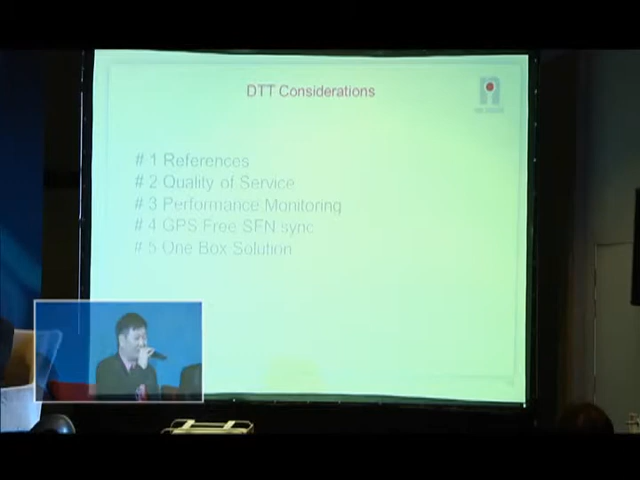 DTT Considerations
# 1 References
# 2 Quality of Service
# 3 Performance Monitoring
# 4 GPS Free SFN sync
# 5 One Box Solution